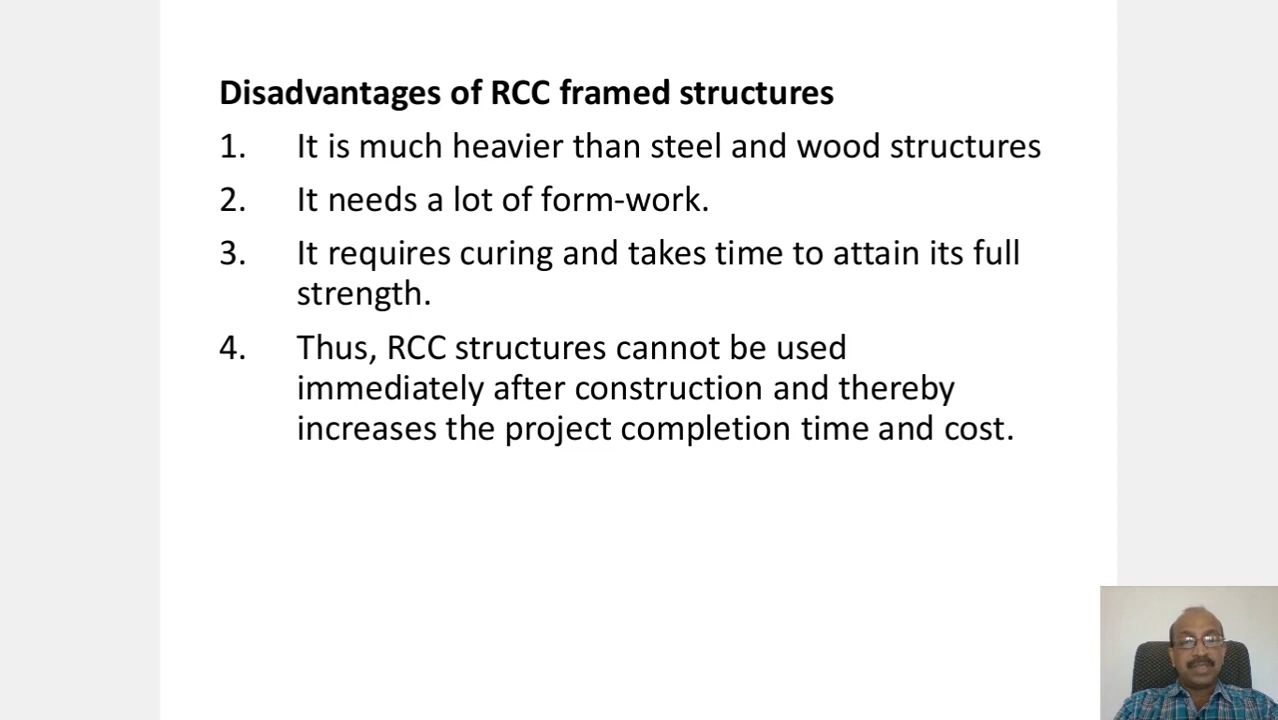 Disadvantages of RCC framed structures
1. It is much heavier than steel and wood structures
2. It needs a lot of form-work.
3. It requires curing and takes time to attain its full
strength.
4. Thus, RCC structures cannot be used
immediately after construction and thereby
increases the project completion time and cost.